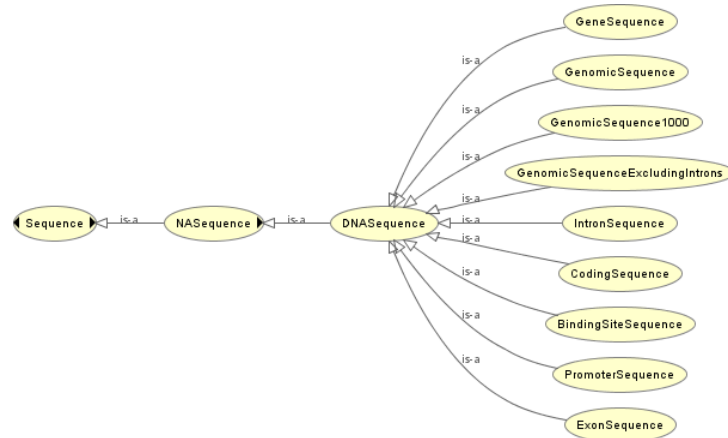 GeneSequence
is-a
GenomicSequence
is-a
GenomicSequence1000
is-a
GenomicSequenceExcludingIntrons
is-a
Sequence
is-a
NASequence
is-a
DNASequence
is-a
IntronSequence
is-a
CodingSequence
is-a
BindingSiteSequence
is-a
PromoterSequence
is-a
ExonSequence